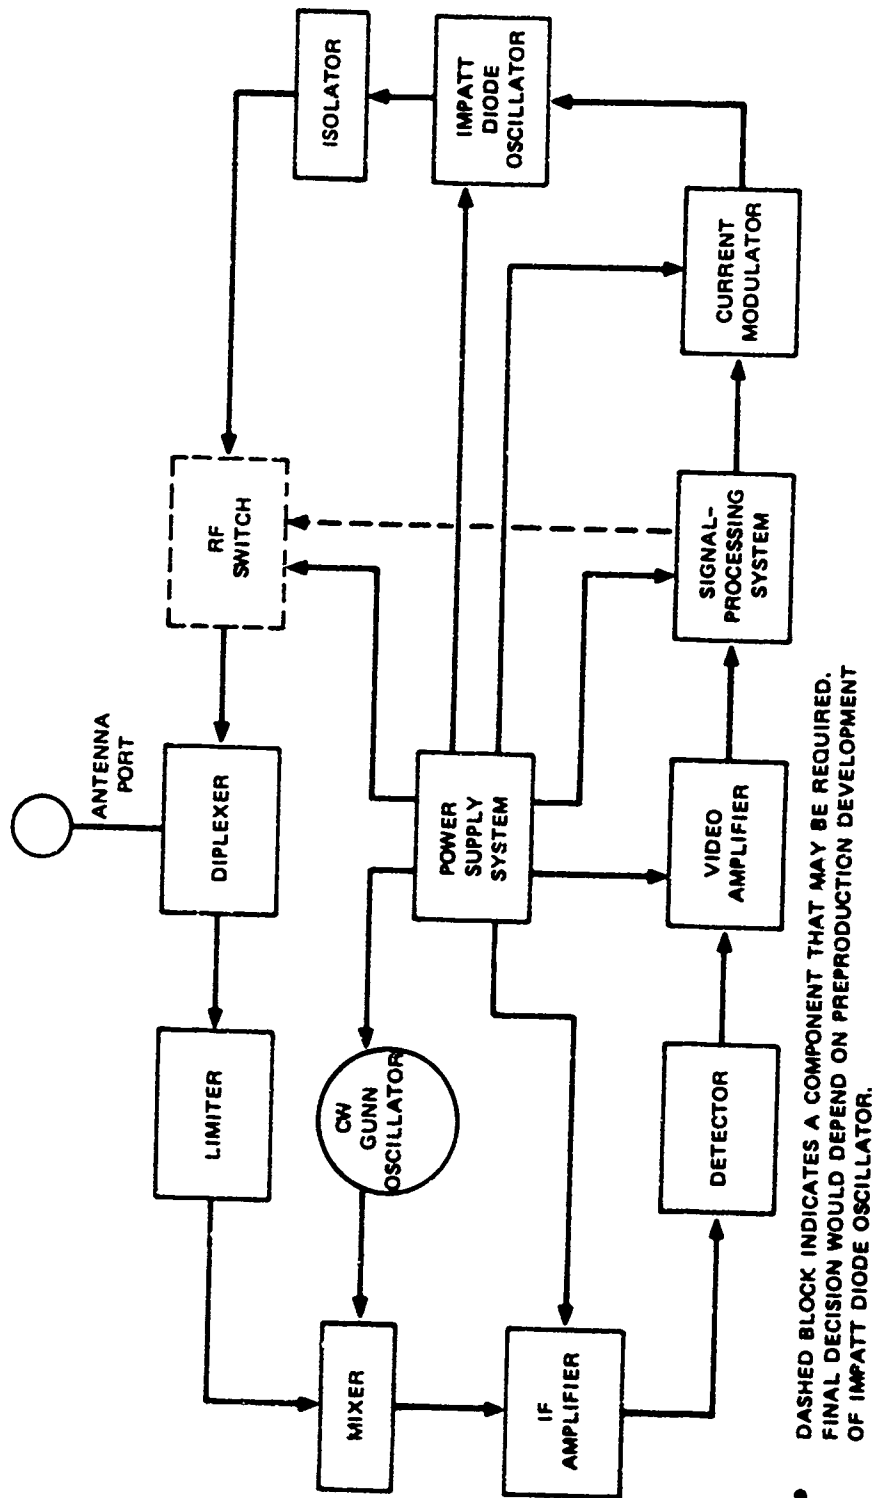 ANTENNA
PORT
ISOLATOR
IMPATT
DIODE
OSCILLATOR
RF
SWITCH
DIPLEXER
LIMITER
CW
GUNN
OSCILLATOR
MIXER
POWER
SUPPLY
SYSTEM
IF
AMPLIFIER
DETECTOR
VIDEO
AMPLIFIER
SIGNAL-
PROCESSING
SYSTEM
CURRENT
MODULATOR
DASHED BLOCK INDICATES A COMPONENT THAT MAY BE REQUIRED.
FINAL DECISION WOULD DEPEND ON PREPRODUCTION DEVELOPMENT
OF IMPATT DIODE OSCILLATOR.